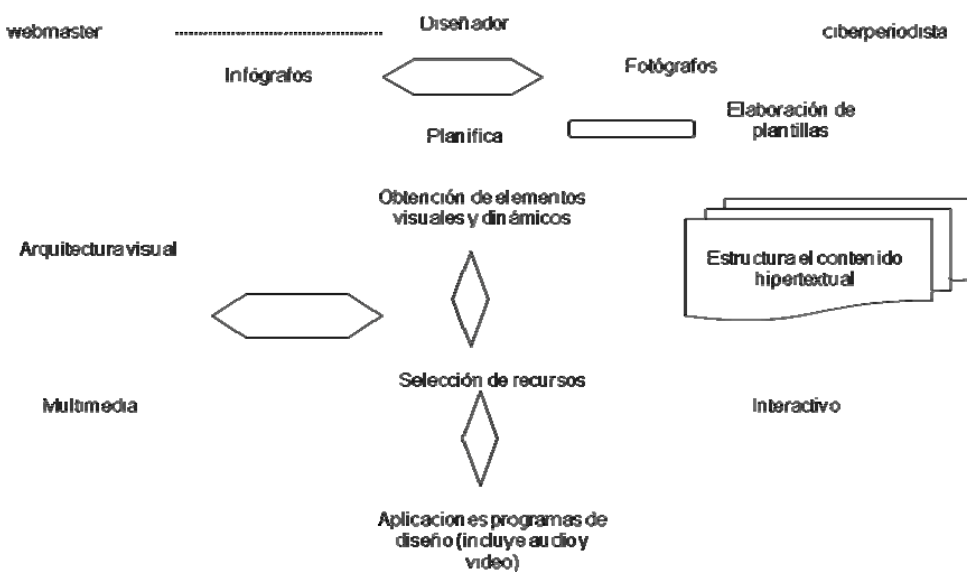 webmaster
Diseñador
ciberperiodista
Infógrafos
Fotógrafos
Planifica
Elaboración de
plantillas
Obtención de elementos
visuales y dinámicos
Arquitectura visual
Estructura el contenido
hipertextual
Selección de recursos
Multimedia
Interactivo
Aplicaciones programas de
diseño (incluye audio y
video)